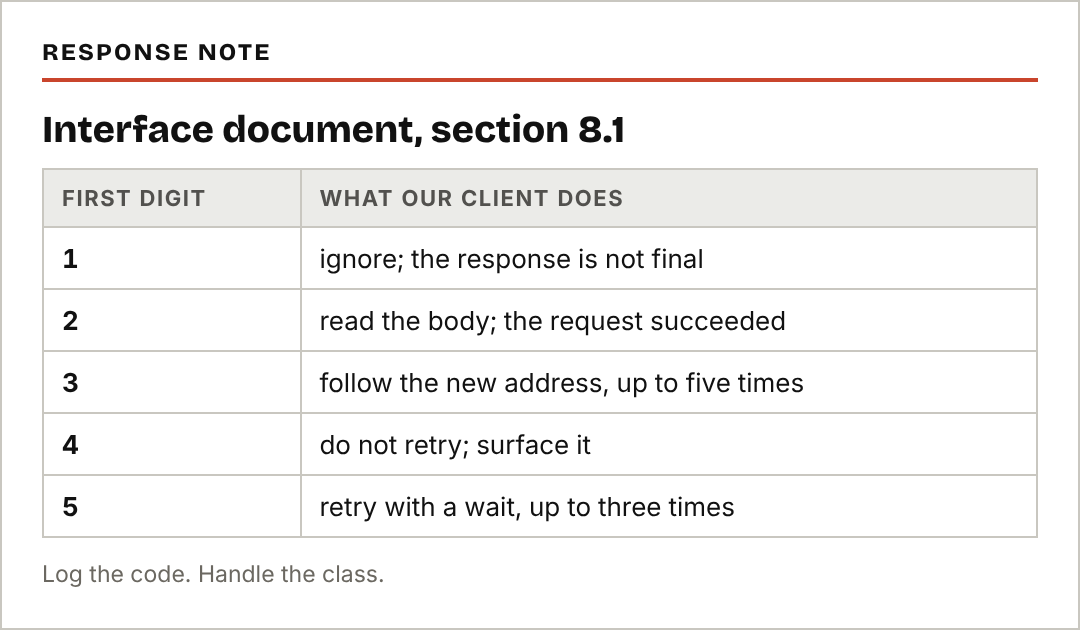 RESPONSE NOTE
Interface document, section 8.1
FIRST DIGIT WHAT OUR CLIENT DOES
1 ignore; the response is not final
2 read the body; the request succeeded
3 follow the new address, up to five times
4 do not retry; surface it
5 retry with a wait, up to three times
Log the code. Handle the class.